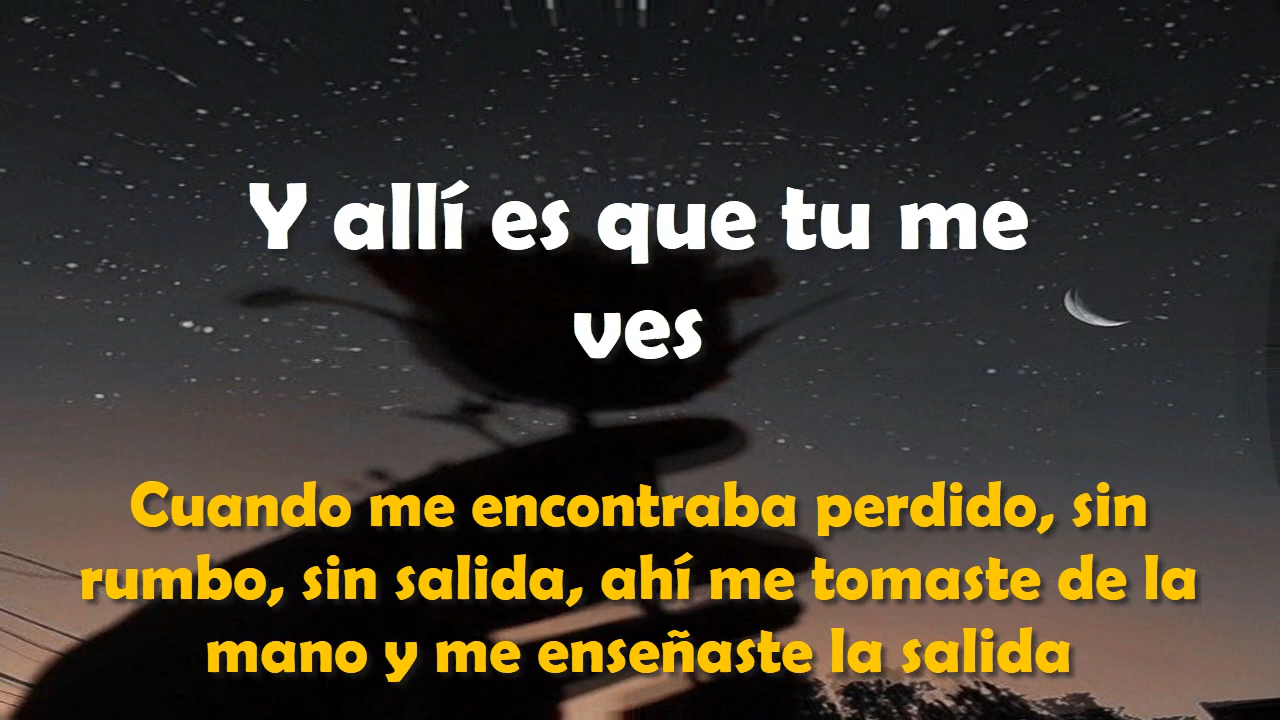 Y allí es que tu me
ves
Cuando me encontraba perdido, sin
rumbo, sin salida, ahí me tomaste de la
mano y me enseñaste la salida